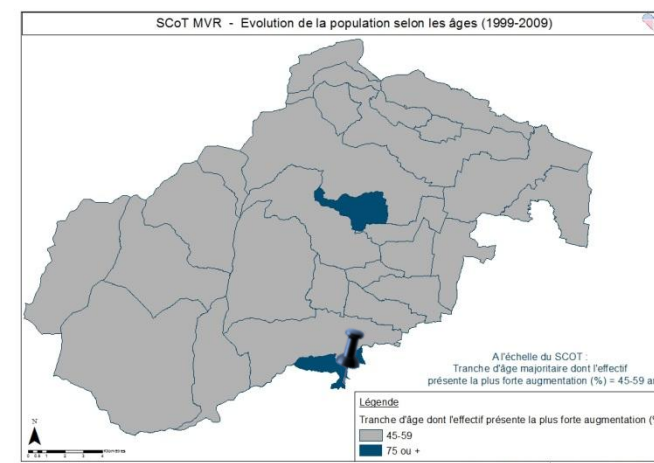 SCoT MVR - Evolution de la population selon les âges (1999-2009)
A l'échelle du SCOT :
Tranche d'âge majoritaire dont l'effectif
présente la plus forte augmentation (%) = 45-59 an
Légende
Tranche d'âge dont l'effectif présente la plus forte augmentation (%
45-59
75 ou +
N